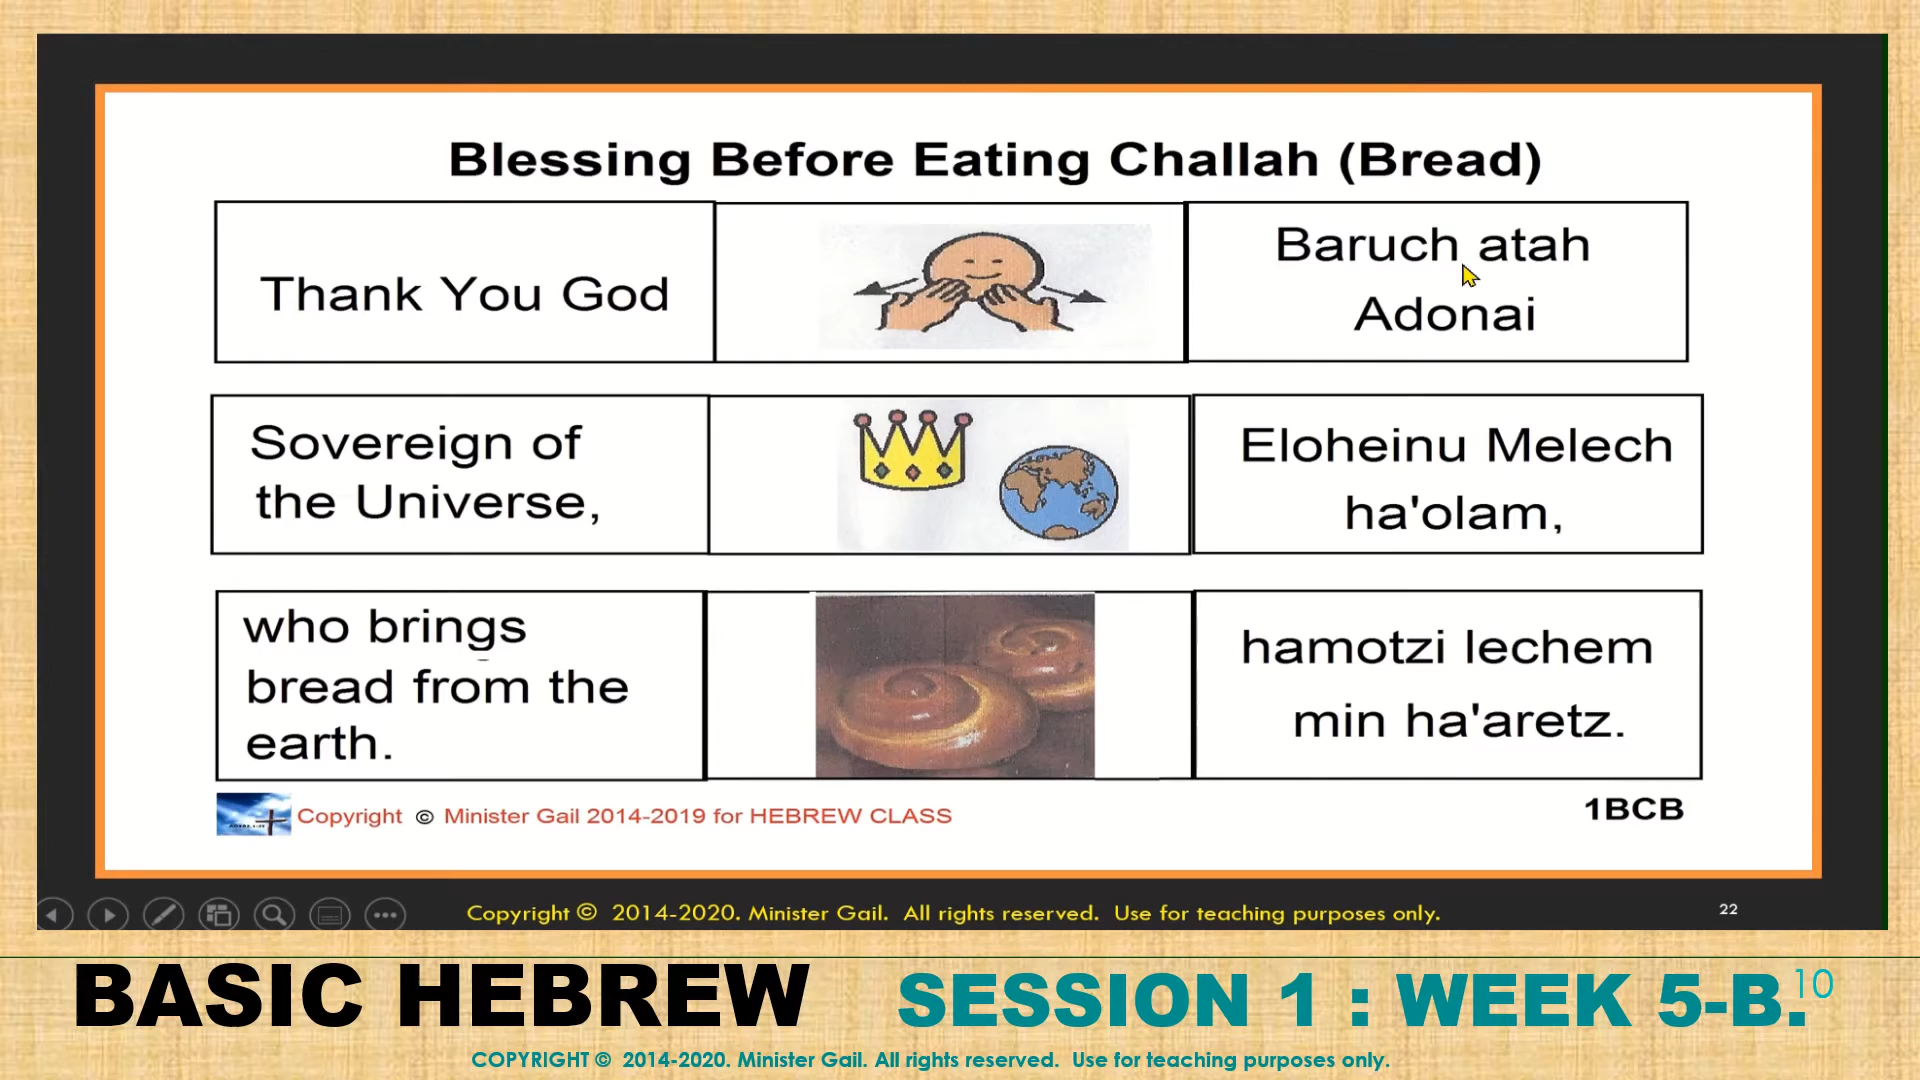 Blessing Before Eating Challah (Bread)
Thank You God
Baruch atah
Adonai
Sovereign of
the Universe,
Eloheinu Melech
ha'olam,
who brings
bread from the
earth.
hamotzi lechem
min ha'aretz.
Copyright © Minister Gail 2014-2019 for HEBREW CLASS
1BCB
Copyright © 2014-2020. Minister Gail. All rights reserved. Use for teaching purposes only.
22
BASIC HEBREW SESSION 1 : WEEK 5-B.
10
COPYRIGHT © 2014-2020. Minister Gail. All rights reserved. Use for teaching purposes only.